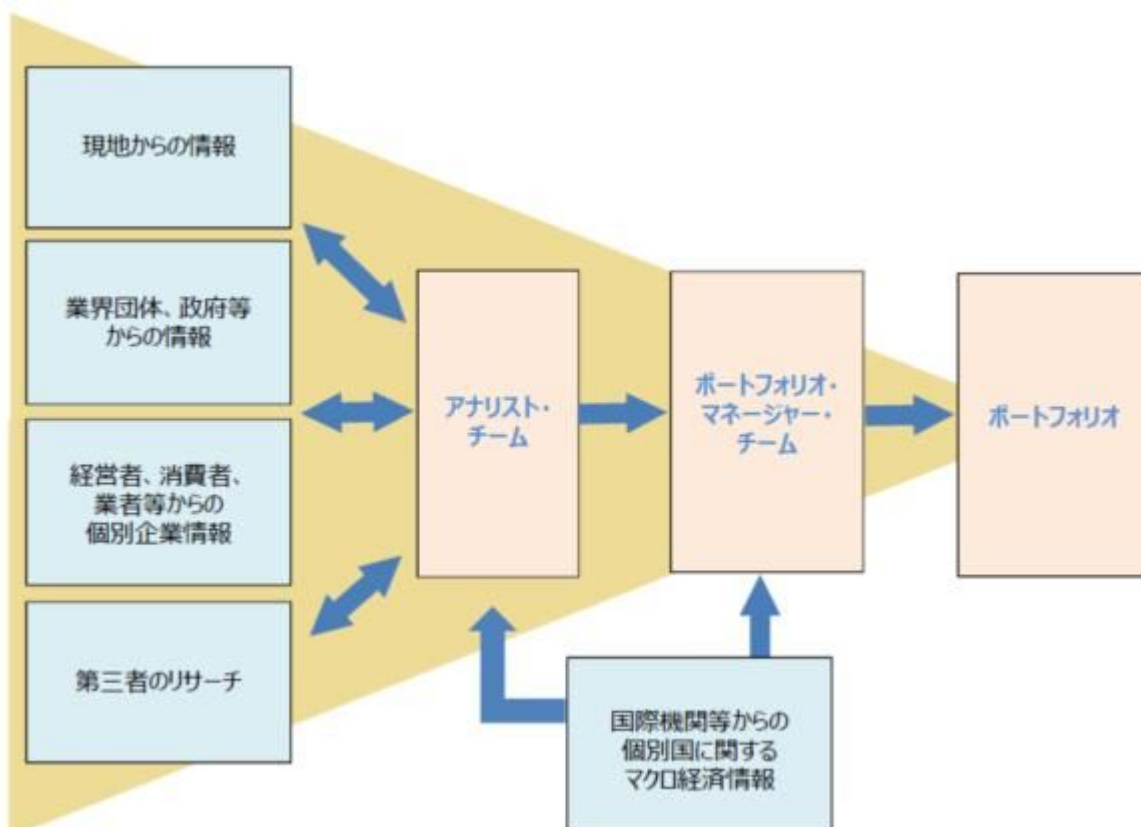 現地からの情報
業界団体、政府等
からの情報
経営者、消費者、
業者等からの
個別企業情報
第三者のリサーチ
アナリスト・
チーム
ポートフォリオ・
マネージャー・
チーム
ポートフォリオ
国際機関等からの
個別国に関する
マクロ経済情報